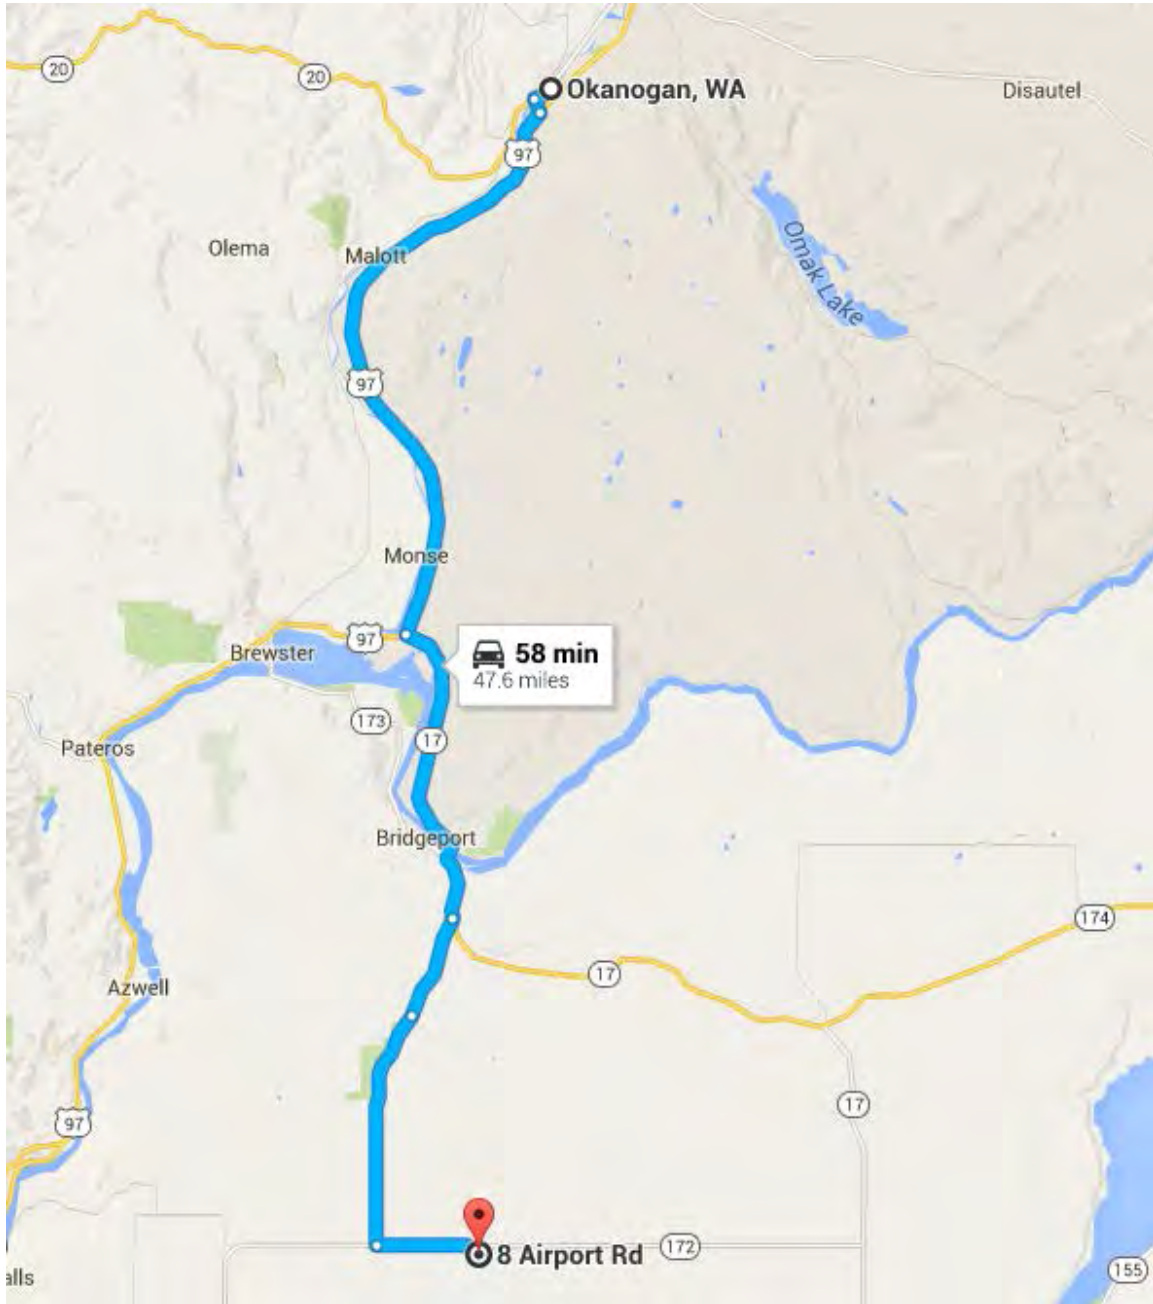 20
20
Okanogan, WA
Disautel
97
Olema
Malott
Omak Lake
97
Monse
97
Brewster
58 min
47.6 miles
173
17
Pateros
Bridgeport
174
17
Azwell
17
97
8 Airport Rd
172
155
alls